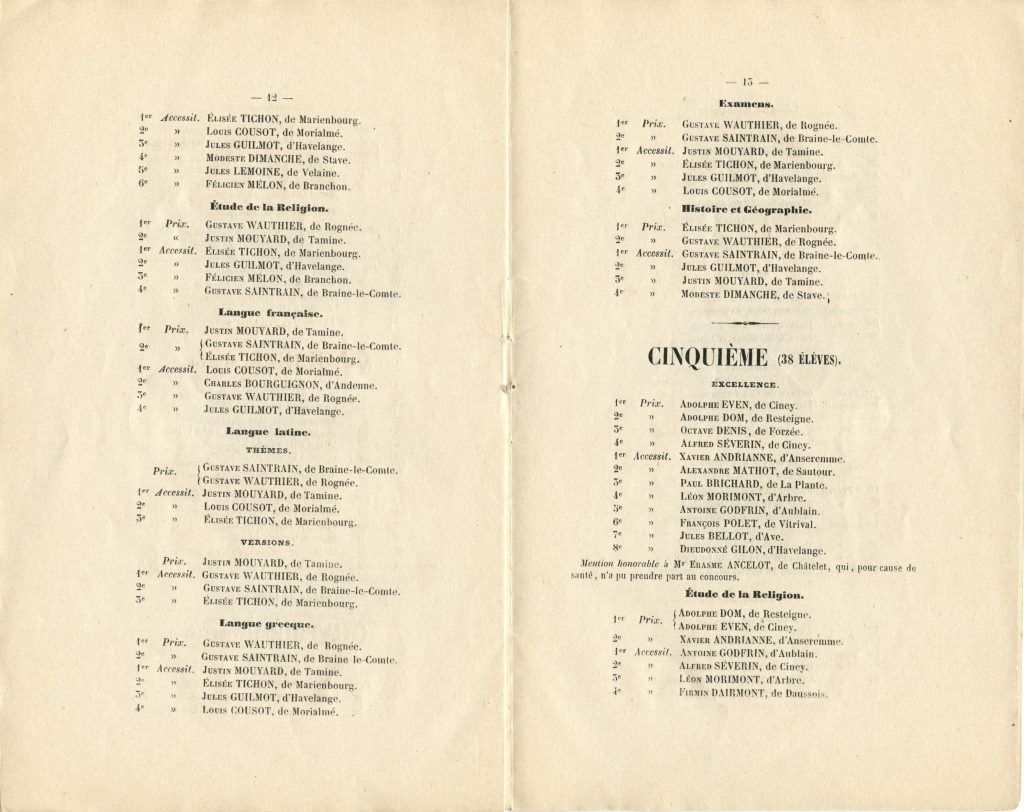 — 12 —
1er Accessit. Élisée TICHON, de Marienbourg.
2e » Louis COUSOT, de Morialmé.
3e » Jules GUILMOT, d'Havelange.
4e » Modeste DIMANCHE, de Stave.
5e » Jules LEMOINE, de Velaine.
6e » Félicien MÉLON, de Branchon.
Étude de la Religion.
1er Prix. Gustave WAUTHIER, de Rognée.
2e « Justin MOUYARD, de Tamine.
1er Accessit. Élisée TICHON, de Marienbourg.
2e » Jules GUILMOT, d'Havelange.
3e » Félicien MÉLON, de Branchon.
4e » Gustave SAINTRAIN, de Braine-le-Comte.
Langue française.
1er Prix. Justin MOUYARD, de Tamine.
2e » { Gustave SAINTRAIN, de Braine-le-Comte.
Élisée TICHON, de Marienbourg.
1er Accessit. Louis COUSOT, de Morialmé.
2e » Charles BOURGUIGNON, d'Andenne.
3e » Gustave WAUTHIER, de Rognée.
4e » Jules GUILMOT, d'Havelange.
Langue latine.
THÈMES.
Prix. { Gustave SAINTRAIN, de Braine-le-Comte.
Gustave WAUTHIER, de Rognée.
1er Accessit. Justin MOUYARD, de Tamine.
2e » Louis COUSOT, de Morialmé.
3e » Élisée TICHON, de Marienbourg.
VERSIONS.
Prix. Justin MOUYARD, de Tamine.
1er Accessit. Gustave WAUTHIER, de Rognée.
2e » Gustave SAINTRAIN, de Braine-le-Comte.
3e » Élisée TICHON, de Marienbourg.
Langue grecque.
1er Prix. Gustave WAUTHIER, de Rognée.
2e » Gustave SAINTRAIN, de Braine le-Comte.
1er Accessit. Justin MOUYARD, de Tamine.
2e » Élisée TICHON, de Marienbourg.
3e » Jules GUILMOT, d'Havelange.
4e » Louis COUSOT, de Morialmé.
— 13 —
Examens.
1er Prix. Gustave WAUTHIER, de Rognée.
2e » Gustave SAINTRAIN, de Braine-le-Comte.
1er Accessit. Justin MOUYARD, de Tamine.
2e » Élisée TICHON, de Marienbourg.
3e » Jules GUILMOT, d'Havelange.
4e » Louis COUSOT, de Morialmé.
Histoire et Géographie.
1er Prix. Élisée TICHON, de Marienbourg.
2e » Gustave WAUTHIER, de Rognée.
1er Accessit. Gustave SAINTRAIN, de Braine-le-Comte.
2e » Jules GUILMOT, d'Havelange.
3e » Justin MOUYARD, de Tamine.
4e » Modeste DIMANCHE, de Stave.
CINQUIÈME (38 ÉLÈVES).
EXCELLENCE.
1er Prix. Adolphe EVEN, de Ciney.
2e » Adolphe DOM, de Resteigne.
3e » Octave DENIS, de Forzée.
4e » Alfred SÉVERIN, de Ciney.
1er Accessit. Xavier ANDRIANNE, d'Anseremme.
2e » Alexandre MATHOT, de Sautour.
3e » Paul BRICHARD, de La Plante.
4e » Léon MORIMONT, d'Arbre.
5e » Antoine GODFRIN, d'Aublain.
6e » François POLET, de Vitrival.
7e » Jules BELLOT, d'Ave.
8e » Dieudonné GILON, d'Havelange.
Mention honorable à Mr Erasme ANCELOT, de Châtelet, qui, pour cause de
santé, n'a pu prendre part au concours.
Étude de la Religion.
1er Prix. { Adolphe DOM, de Resteigne.
Adolphe EVEN, de Ciney.
2e » Xavier ANDRIANNE, d'Anseremme.
1er Accessit. Antoine GODFRIN, d'Aublain.
2e » Alfred SÉVERIN, de Ciney.
3e » Léon MORIMONT, d'Arbre.
4e » Firmin DAIRMONT, de Daussois.